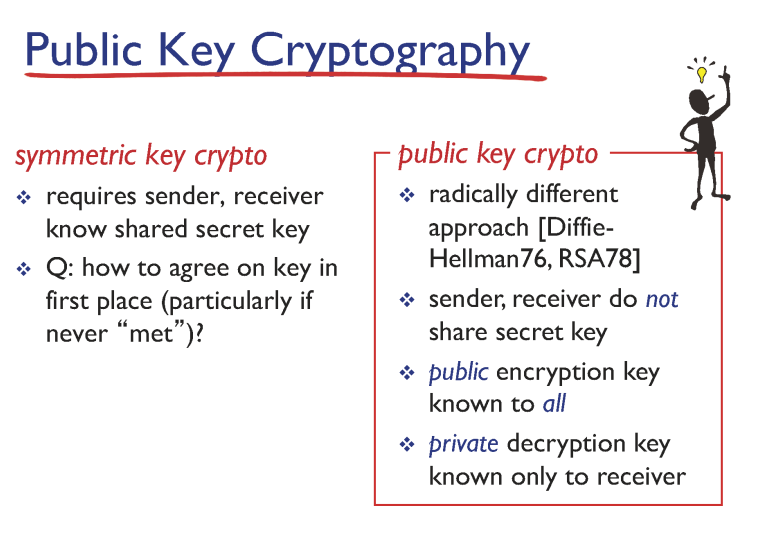 Public Key Cryptography
symmetric key crypto
❖ requires sender, receiver
know shared secret key
❖ Q: how to agree on key in
first place (particularly if
never “met”)?
public key crypto
❖ radically different
approach [Diffie-
Hellman76, RSA78]
❖ sender, receiver do not
share secret key
❖ public encryption key
known to all
❖ private decryption key
known only to receiver